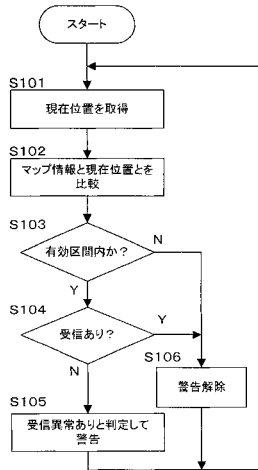 スタート
S101
現在位置を取得
S102
マップ情報と現在位置とを
比較
S103
有効区間内か?
N
Y
S104
受信あり?
Y
N
S106
警告解除
S105
受信異常ありと判定して
警告